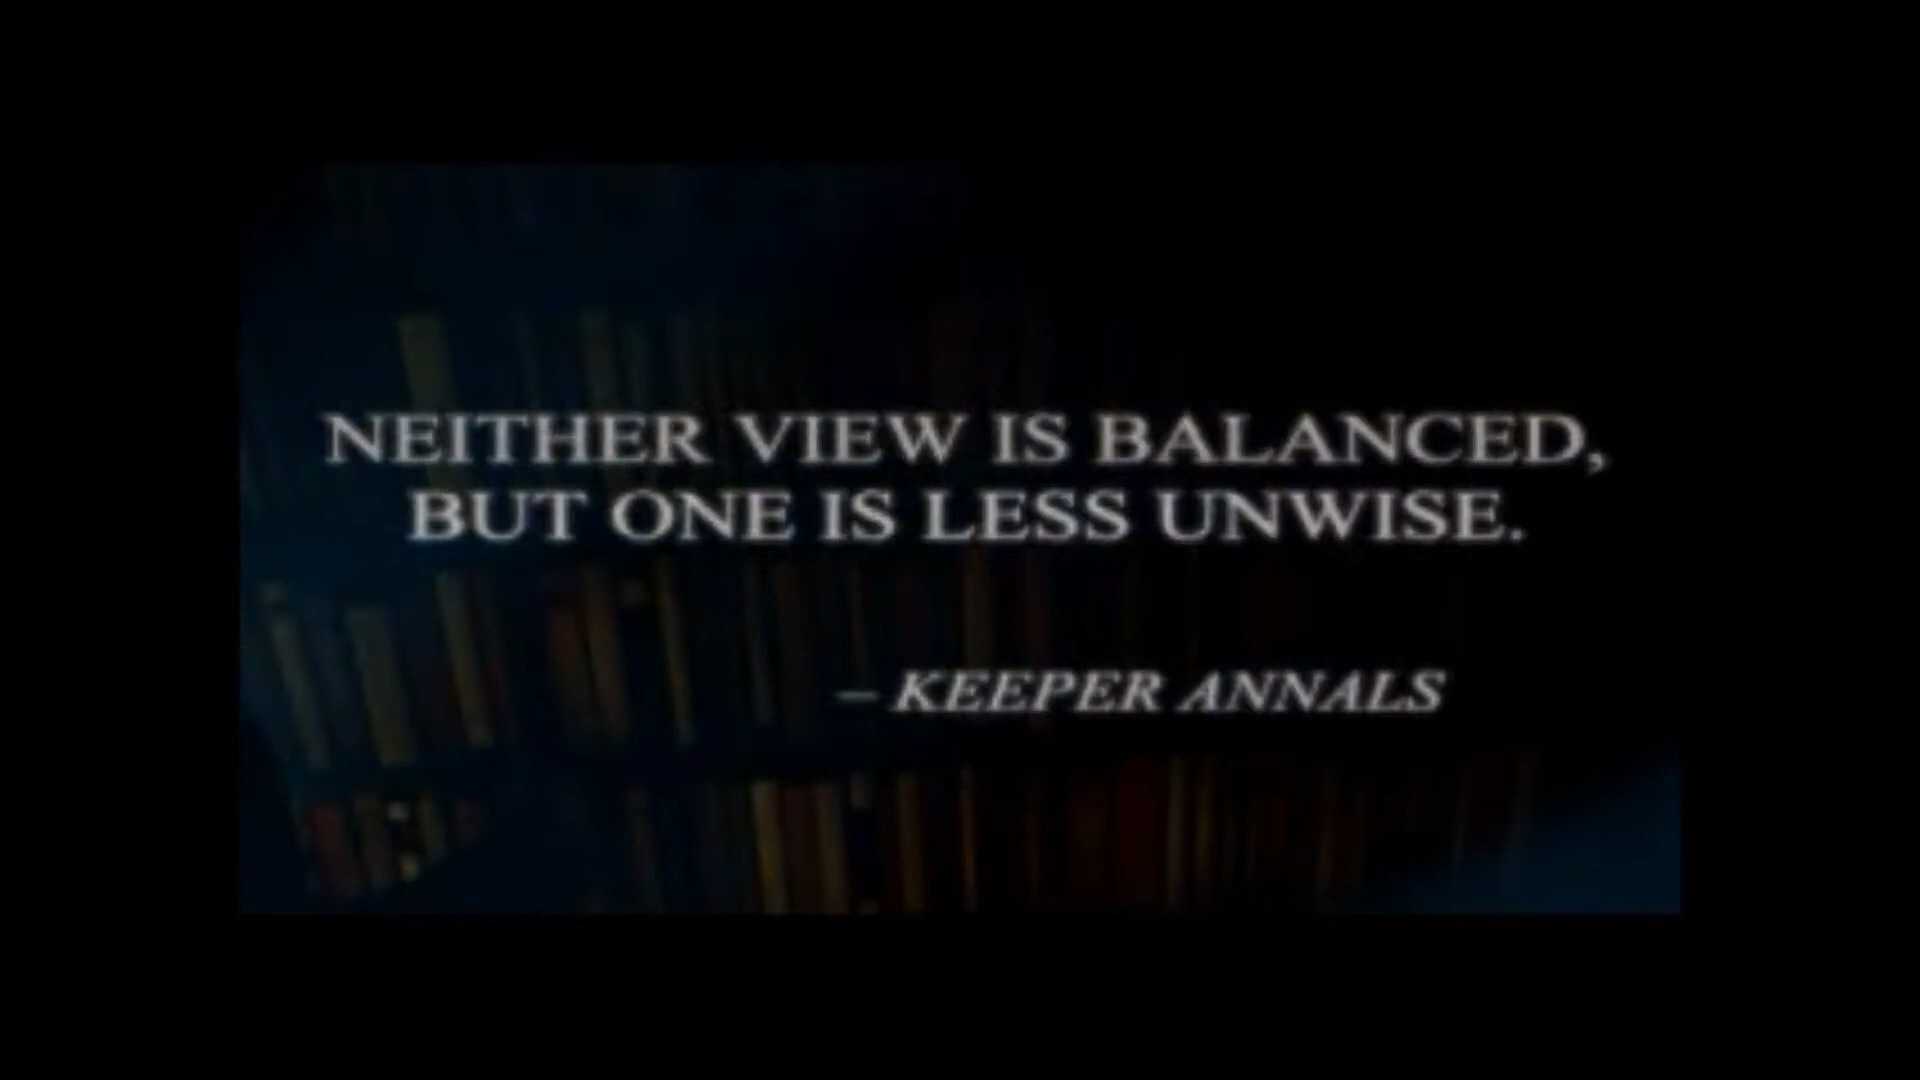 NEITHER VIEW IS BALANCED,
BUT ONE IS LESS UNWISE.
– KEEPER ANNALS